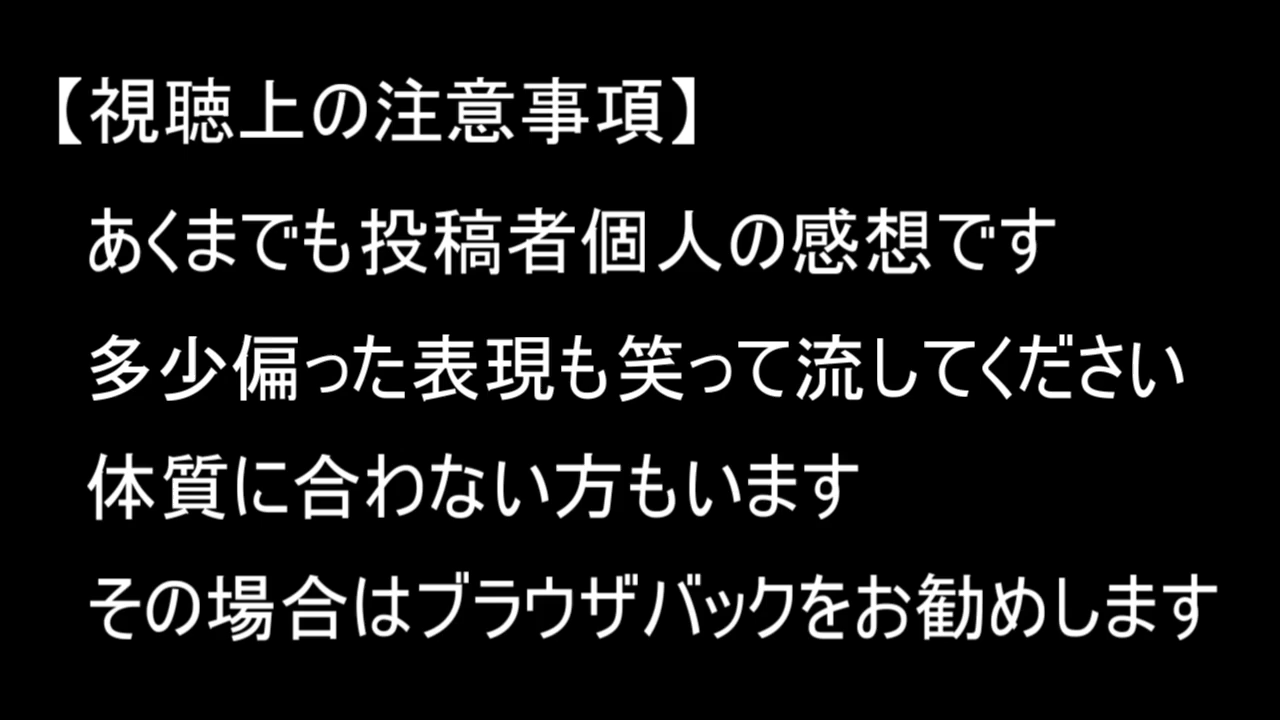 【視聴上の注意事項】
あくまでも投稿者個人の感想です
多少偏った表現も笑って流してください
体質に合わない方もいます
その場合はブラウザバックをお勧めします